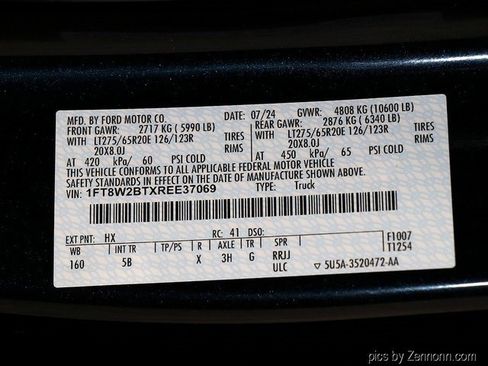 MFD. BY FORD MOTOR CO. DATE: 07/24 GVWR: 4808 KG (10600 LB)
FRONT GAWR: 2717 KG ( 5990 LB) REAR GAWR: 2876 KG ( 6340 LB)
LT275/65R20E 126/123R TIRES LT275/65R20E 126/123R TIRES
20X8.0J RIMS 20X8.0J RIMS
AT 420 kPa/ 60 PSI COLD AT 450 kPa/ 65 PSI COLD
THIS VEHICLE CONFORMS TO ALL APPLICABLE FEDERAL MOTOR
VEHICLE SAFETY STANDARDS IN EFFECT ON THE DATE OF MANUFACTURE SHOWN ABOVE.
VIN: 1FT8W2BTXREE37069 TYPE: Truck
EXT PNT: HX RC: 41 DSO: F1007
WB INT TR TP/PS R AXLE TR SPR T1254
160 5B X 3H G RRJJ
ULC 5U5A-3520472-AA
pics by Zennonn.com